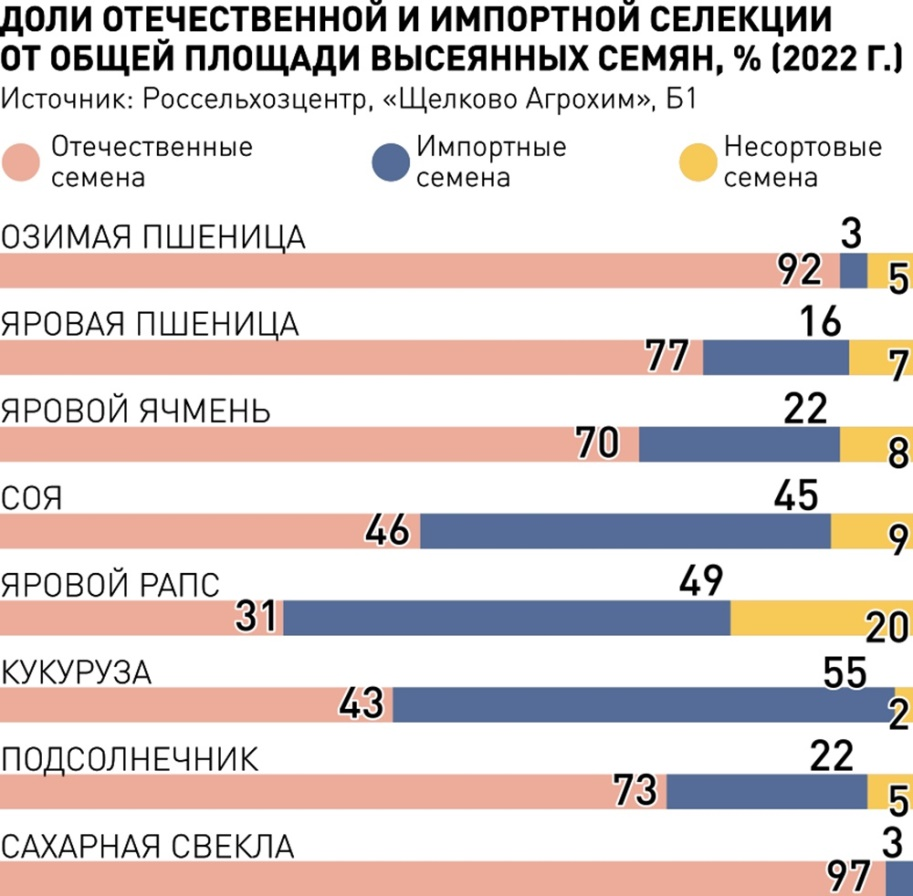 ДОЛИ ОТЕЧЕСТВЕННОЙ И ИМПОРТНОЙ СЕЛЕКЦИИ
ОТ ОБЩЕЙ ПЛОЩАДИ ВЫСЕЯННЫХ СЕМЯН, % (2022 Г.)
Источник: Россельхозцентр, «Щелково Агрохим», Б1
Отечественные
семена
Импортные
семена
Несортовые
семена
ОЗИМАЯ ПШЕНИЦА
92
3
5
ЯРОВАЯ ПШЕНИЦА
77
16
7
ЯРОВОЙ ЯЧМЕНЬ
70
22
8
СОЯ
46
45
9
ЯРОВОЙ РАПС
31
49
20
КУКУРУЗА
43
55
2
ПОДСОЛНЕЧНИК
73
22
5
САХАРНАЯ СВЕКЛА
97
3